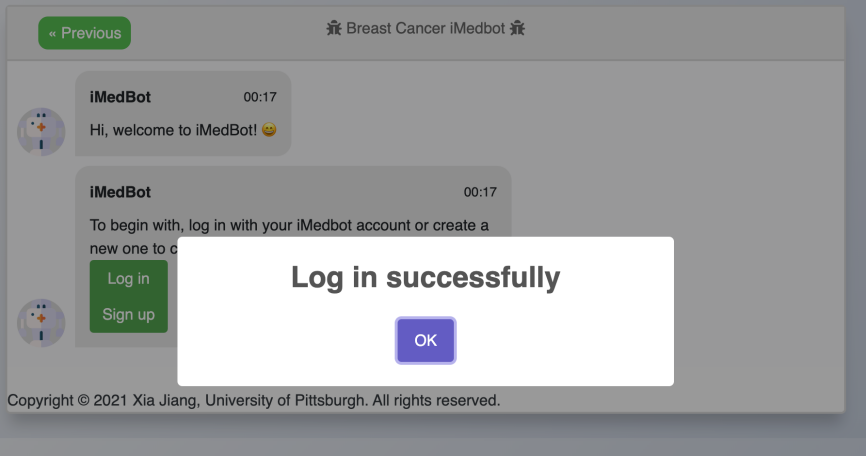 « Previous
Breast Cancer iMedbot
iMedBot 00:17
Hi, welcome to iMedBot! 😀
iMedBot 00:17
To begin with, log in with your iMedbot account or create a
new one to c
Log in
Sign up
Log in successfully
OK
Copyright © 2021 Xia Jiang, University of Pittsburgh. All rights reserved.